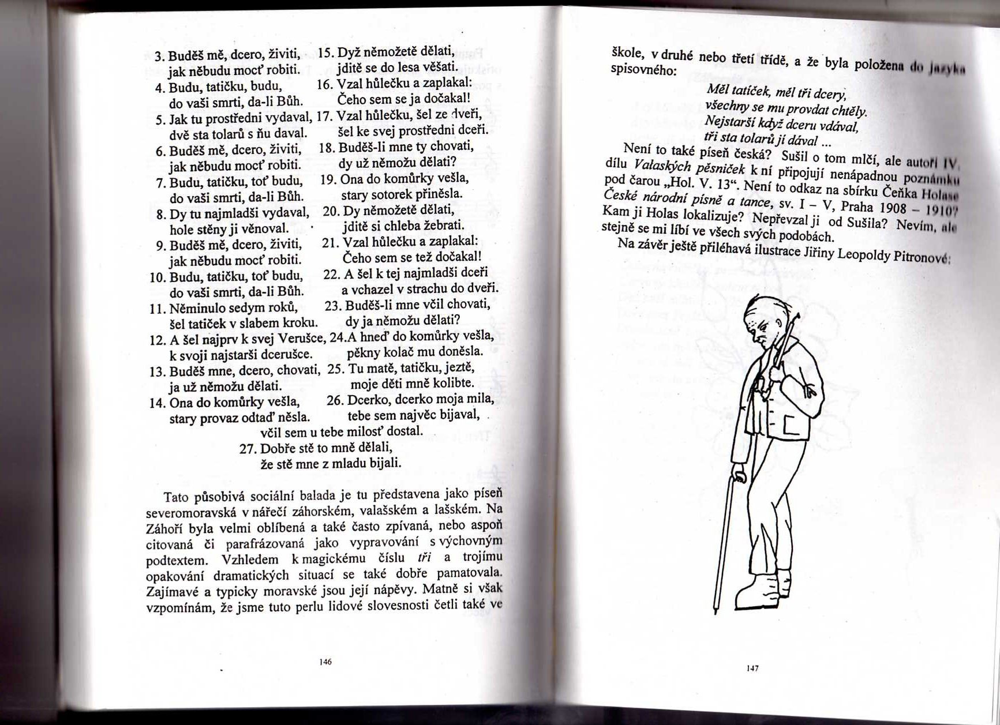 3. Buděš mě, dcero, živiti,
jak něbudu mocť robiti.
4. Budu, tatičku, budu,
do vaši smrti, da-li Bůh.
5. Jak tu prostředni vydaval,
dvě sta tolarů s ňu daval.
6. Buděš mě, dcero, živiti,
jak něbudu mocť robiti.
7. Budu, tatičku, toť budu,
do vaši smrti, da-li Bůh.
8. Dy tu najmladši vydaval,
hole stěny ji věnoval.
9. Buděš mě, dcero, živiti,
jak něbudu mocť robiti.
10. Budu, tatičku, toť budu,
do vaši smrti, da-li Bůh.
11. Něminulo sedym roků,
šel tatiček v slabem kroku.
12. A šel najprv k svej Verušce,
k svoji najstarši dcerušce.
13. Buděš mne, dcero, chovati,
ja už němožu dělati.
14. Ona do komůrky vešla,
stary provaz odtaď něsla.
15. Dyž němožetě dělati,
jditě se do lesa věšati.
16. Vzal hůlečku a zaplakal:
Čeho sem se ja dočakal!
17. Vzal hůlečku, šel ze dveři,
šel ke svej prostředni dceři.
18. Buděš-li mne ty chovati,
dy už němožu dělati?
19. Ona do komůrky vešla,
stary sotorek přiněsla.
20. Dy němožetě dělati,
jditě si chleba žebrati.
21. Vzal hůlečku a zaplakal:
Čeho sem se též dočakal!
22. A šel k tej najmladši dceři
a vchazel v strachu do dveři.
23. Buděš-li mne včil chovati,
dy ja němožu dělati?
24.A hneď do komůrky vešla,
pěkny kolač mu doněsla.
25. Tu matě, tatičku, jeztě,
moje děti mně kolibte.
26. Dcerko, dcerko moja mila,
tebe sem najvěc bijaval,
včil sem u tebe milosť dostal.
27. Dobře stě to mně dělali,
že stě mne z mladu bijali.
Tato působivá sociální balada je tu představena jako píseň
severomoravská v nářečí záhorském, valašském a lašském. Na
Záhoří byla velmi oblíbená a také často zpívaná, nebo aspoň
citovaná či parafrázovaná jako vypravování s výchovným
podtextem. Vzhledem k magickému číslu tři a trojímu
opakování dramatických situací se také dobře pamatovala.
Zajímavé a typicky moravské jsou její nápěvy. Matně si však
vzpomínám, že jsme tuto perlu lidové slovesnosti četli také ve
146
škole, v druhé nebo třetí třídě, a že byla položena do jazyka
spisovného:
Měl tatíček, měl tři dcery,
všechny se mu provdat chtěly.
Nejstarší když dceru vdával,
tři sta tolarů jí dával ...
Není to také píseň česká? Sušil o tom mlčí, ale autoři IV.
dílu Valaských pěsniček k ní připojují nenápadnou poznámku
pod čarou „Hol. V. 13“. Není to odkaz na sbírku Čeňka Holase
České národní písně a tance, sv. I – V, Praha 1908 – 1910?
Kam ji Holas lokalizuje? Nepřevzal ji od Sušila? Nevím, ale
stejně se mi líbí ve všech svých podobách.
Na závěr ještě přiléhavá ilustrace Jiřiny Leopoldy Pitronové:
147